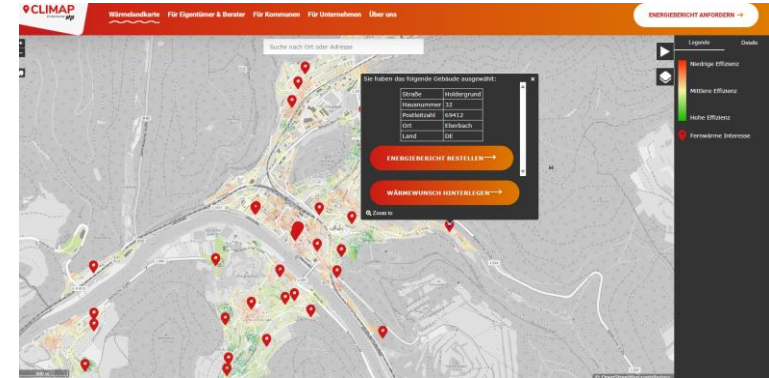 CLIMAP
Wärmelandkarte Für Eigentümer & Berater Für Kommunen Für Unternehmen Über uns
ENERGIEBERICHT ANFORDERN →
Suche nach Ort oder Adresse
Legende Details
Niedrige Effizienz
Mittlere Effizienz
Hohe Effizienz
Fernwärme Interesse
Sie haben das folgende Gebäude ausgewählt: ×
Straße Holdergrund
Hausnummer 32
Postleitzahl 69412
Ort Eberbach
Land DE
ENERGIEBERICHT BESTELLEN →
WÄRMEWUNSCH HINTERLEGEN →
Zoom to